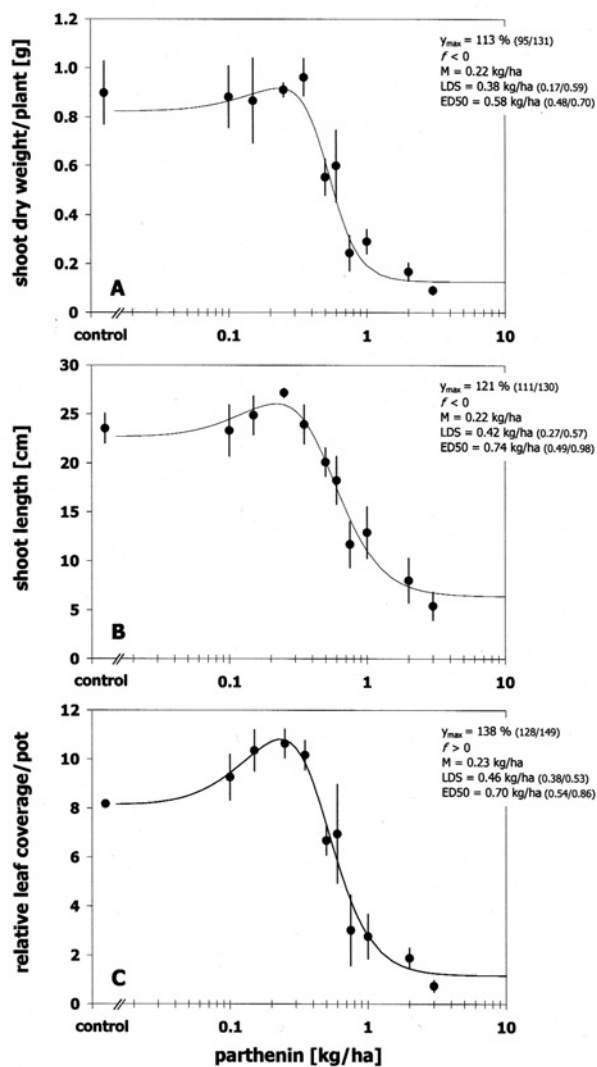 shoot dry weight/plant [g]
1.2
1.0
0.8
0.6
0.4
0.2
0
A
ymax = 113 % (95/131)
f < 0
M = 0.22 kg/ha
LDS = 0.38 kg/ha (0.17/0.59)
ED50 = 0.58 kg/ha (0.48/0.70)
control 0.1 1 10
shoot length [cm]
30
25
20
15
10
5
0
B
ymax = 121 % (111/130)
f < 0
M = 0.22 kg/ha
LDS = 0.42 kg/ha (0.27/0.57)
ED50 = 0.74 kg/ha (0.49/0.98)
control 0.1 1 10
relative leaf coverage/pot
12
10
8
6
4
2
0
C
ymax = 138 % (128/149)
f > 0
M = 0.23 kg/ha
LDS = 0.46 kg/ha (0.38/0.53)
ED50 = 0.70 kg/ha (0.54/0.86)
control 0.1 1 10
parthenin [kg/ha]